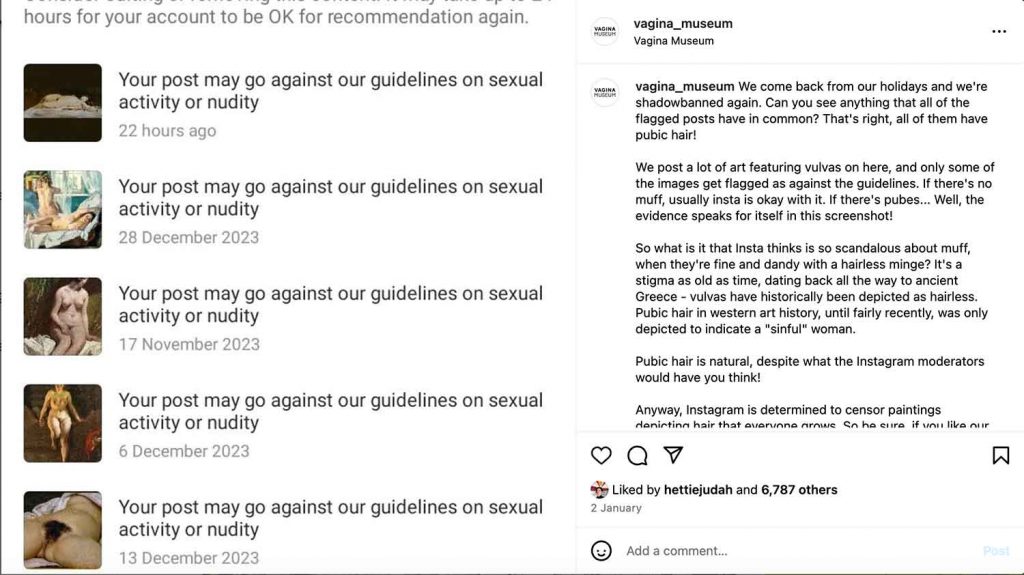 hours for your account to be OK for recommendation again.
Your post may go against our guidelines on sexual
activity or nudity
22 hours ago
Your post may go against our guidelines on sexual
activity or nudity
28 December 2023
Your post may go against our guidelines on sexual
activity or nudity
17 November 2023
Your post may go against our guidelines on sexual
activity or nudity
6 December 2023
Your post may go against our guidelines on sexual
activity or nudity
13 December 2023
VAGINA
MUSEUM
vagina_museum
Vagina Museum
VAGINA
MUSEUM
vagina_museum We come back from our holidays and we're
shadowbanned again. Can you see anything that all of the
flagged posts have in common? That's right, all of them have
pubic hair!
We post a lot of art featuring vulvas on here, and only some of
the images get flagged as against the guidelines. If there's no
muff, usually insta is okay with it. If there's pubes... Well, the
evidence speaks for itself in this screenshot!
So what is it that Insta thinks is so scandalous about muff,
when they're fine and dandy with a hairless minge? It's a
stigma as old as time, dating back all the way to ancient
Greece - vulvas have historically been depicted as hairless.
Pubic hair in western art history, until fairly recently, was only
depicted to indicate a "sinful" woman.
Pubic hair is natural, despite what the Instagram moderators
would have you think!
Anyway, Instagram is determined to censor paintings
depicting hair that everyone grows. So be sure, if you like our
Liked by hettiejudah and 6,787 others
2 January
Add a comment...
Post